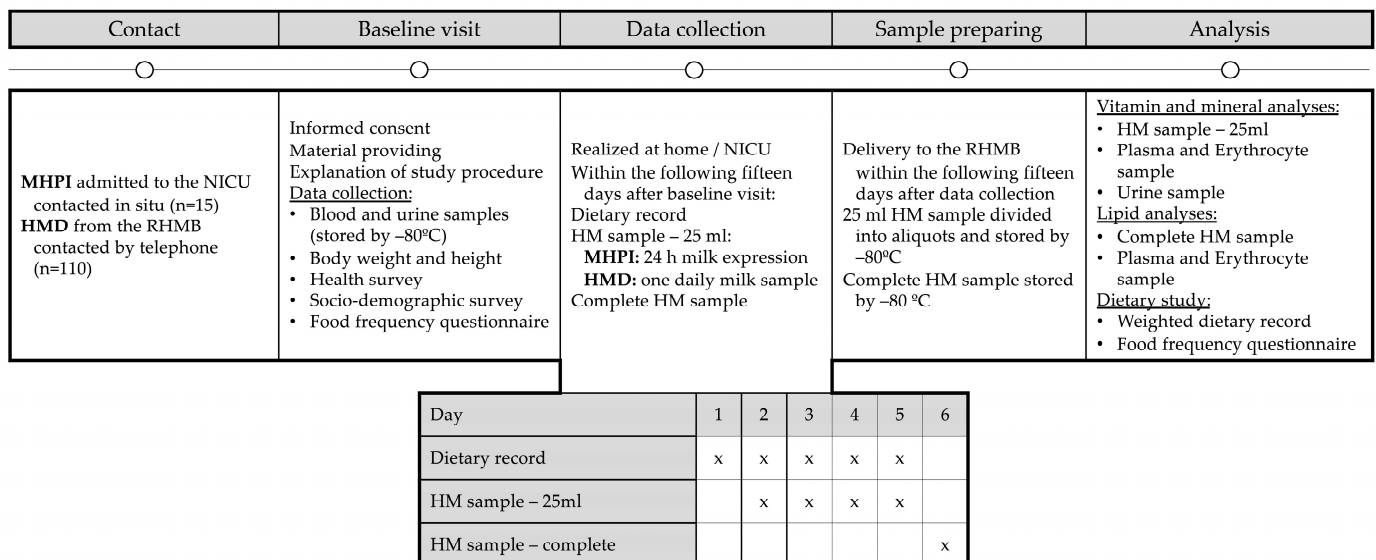 Contact
Baseline visit
Data collection
Sample preparing
Analysis
MHPI admitted to the NICU
contacted in situ (n=15)
HMD from the RHMB
contacted by telephone
(n=110)
Informed consent
Material providing
Explanation of study procedure
Data collection:
• Blood and urine samples
(stored by –80ºC)
• Body weight and height
• Health survey
• Socio-demographic survey
• Food frequency questionnaire
Realized at home / NICU
Within the following fifteen
days after baseline visit:
Dietary record
HM sample – 25 ml:
MHPI: 24 h milk expression
HMD: one daily milk sample
Complete HM sample
Delivery to the RHMB
within the following fifteen
days after data collection
25 ml HM sample divided
into aliquots and stored by
–80ºC
Complete HM sample stored
by –80 ºC
Vitamin and mineral analyses:
• HM sample – 25ml
• Plasma and Erythrocyte
sample
• Urine sample
Lipid analyses:
• Complete HM sample
• Plasma and Erythrocyte
sample
Dietary study:
• Weighted dietary record
• Food frequency questionnaire
Day 1 2 3 4 5 6
Dietary record x x x x x
HM sample – 25ml x x x x
HM sample – complete x